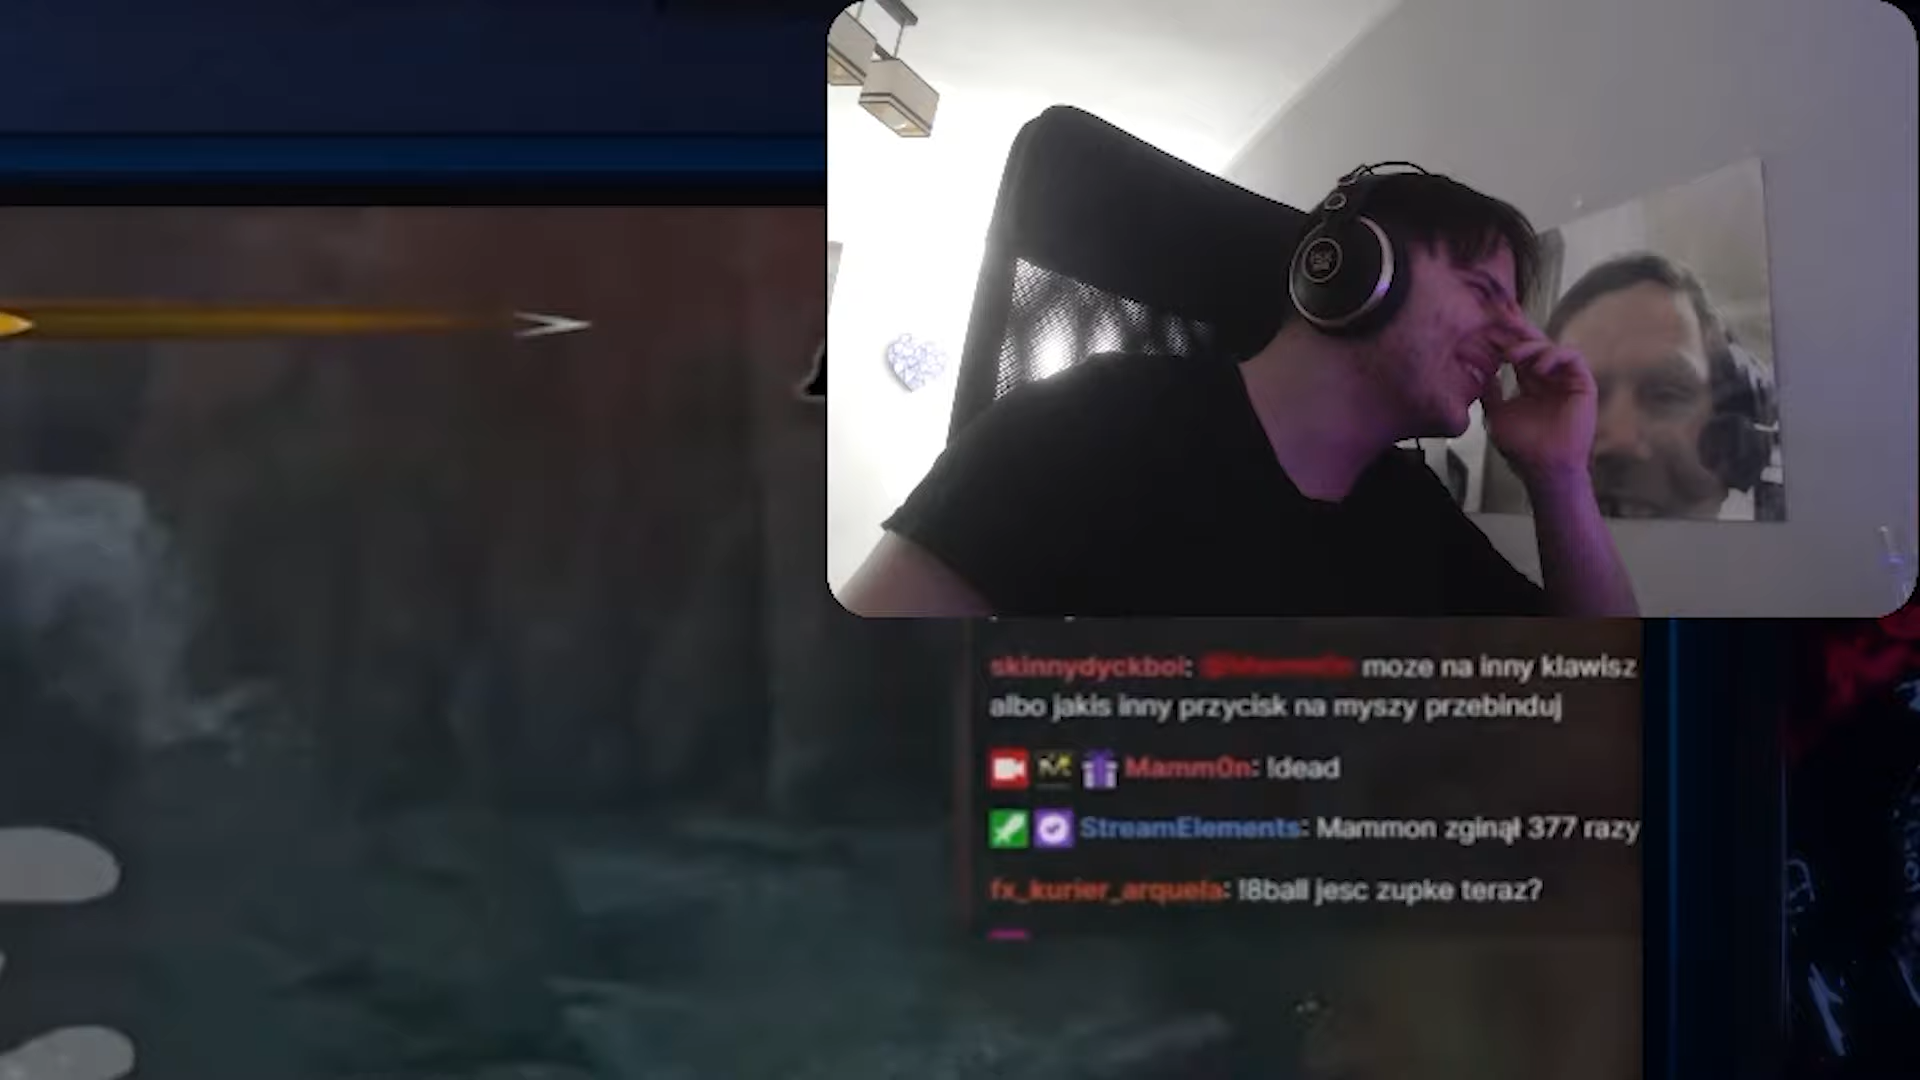 skinnydyckboi: moze na inny klawisz
albo jakis inny przycisk na myszy przebinduj
Mamm0n: !dead
StreamElements: Mammon zginął 377 razy
fx_kurier_arquela: !8ball jesc zupke teraz?